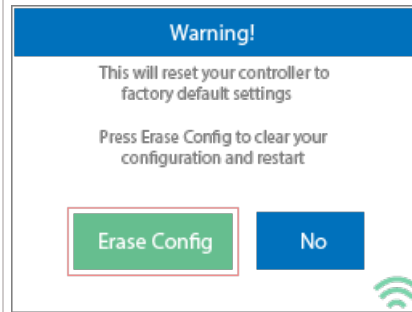 Warning!
This will reset your controller to
factory default settings
Press Erase Config to clear your
configuration and restart
Erase Config
No